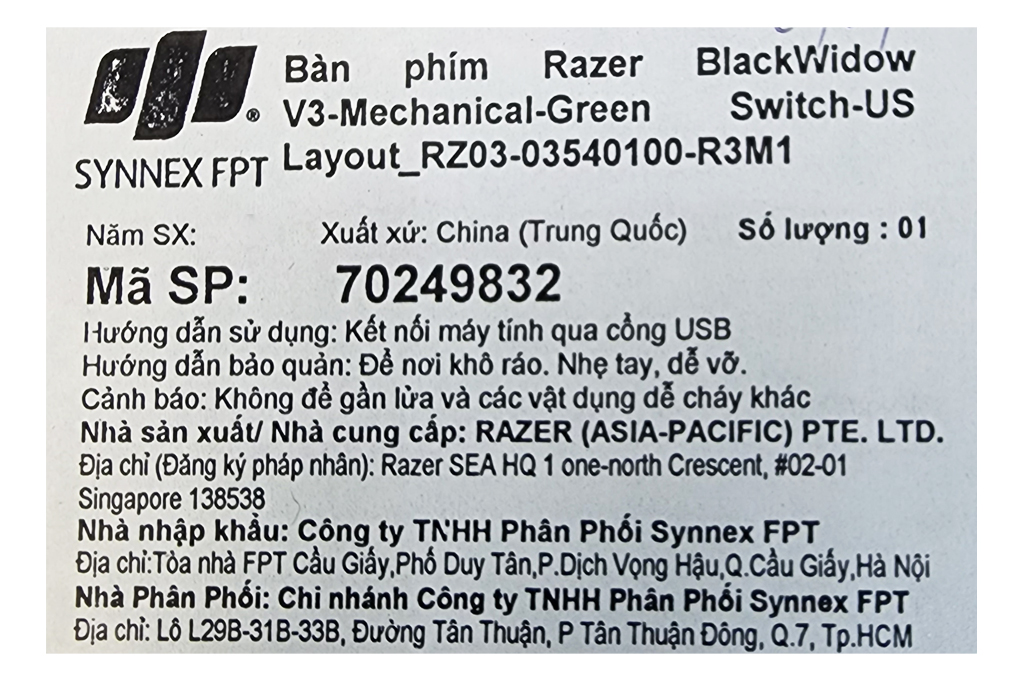 Bàn phím Razer BlackWidow
V3-Mechanical-Green Switch-US
Layout_RZ03-03540100-R3M1
SYNNEX FPT
®
Năm SX: Xuất xứ: China (Trung Quốc) Số lượng : 01
Mã SP: 70249832
Hướng dẫn sử dụng: Kết nối máy tính qua cổng USB
Hướng dẫn bảo quản: Để nơi khô ráo. Nhẹ tay, dễ vỡ.
Cảnh báo: Không để gần lửa và các vật dụng dễ cháy khác
Nhà sản xuất/ Nhà cung cấp: RAZER (ASIA-PACIFIC) PTE. LTD.
Địa chỉ (Đăng ký pháp nhân): Razer SEA HQ 1 one-north Crescent, #02-01
Singapore 138538
Nhà nhập khẩu: Công ty TNHH Phân Phối Synnex FPT
Địa chỉ:Tòa nhà FPT Cầu Giấy,Phố Duy Tân,P.Dịch Vọng Hậu,Q.Cầu Giấy,Hà Nội
Nhà Phân Phối: Chi nhánh Công ty TNHH Phân Phối Synnex FPT
Địa chỉ: Lô L29B-31B-33B, Đường Tân Thuận, P Tân Thuận Đông, Q.7, Tp.HCM